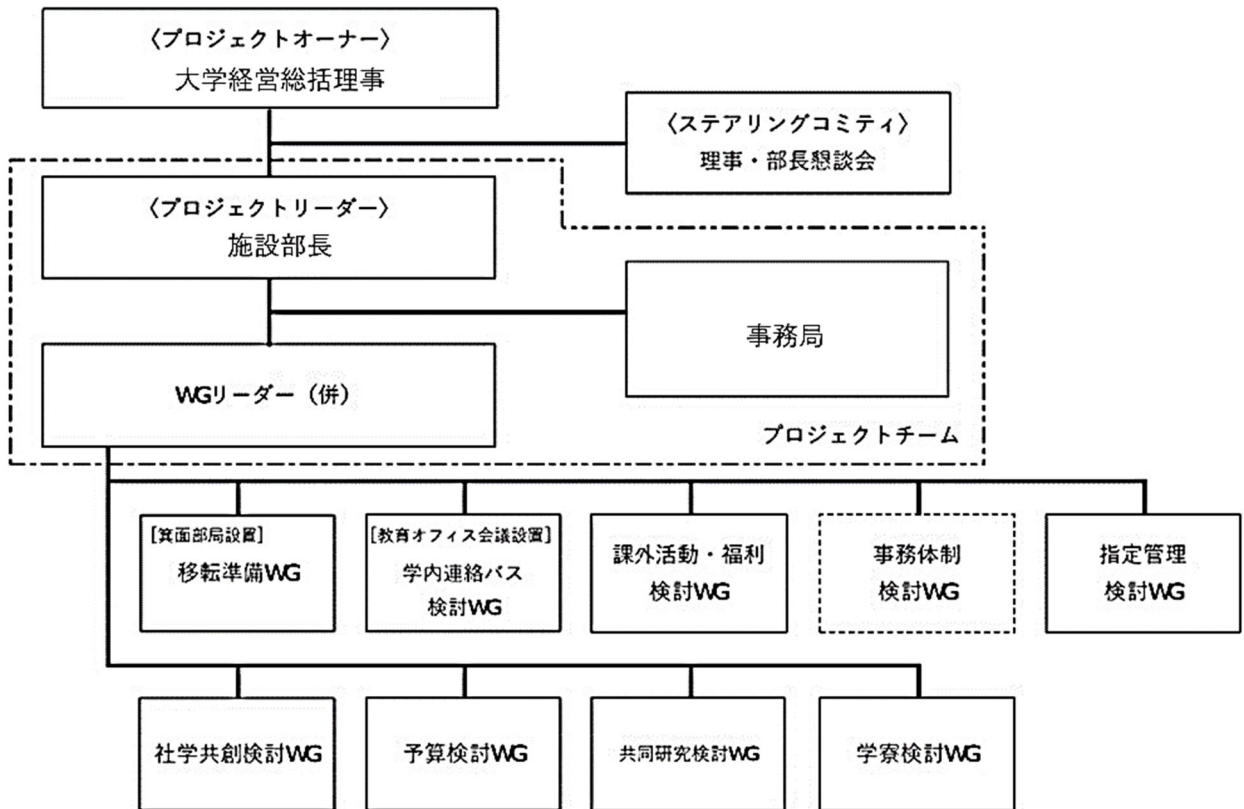 〈プロジェクトオーナー〉
大学経営総括理事
〈ステアリングコミティ〉
理事・部長懇談会
〈プロジェクトリーダー〉
施設部長
事務局
WGリーダー（併）
プロジェクトチーム
[箕面部局設置]
移転準備WG
[教育オフィス会議設置]
学内連絡バス
検討WG
課外活動・福利
検討WG
事務体制
検討WG
指定管理
検討WG
社学共創検討WG
予算検討WG
共同研究検討WG
学寮検討WG